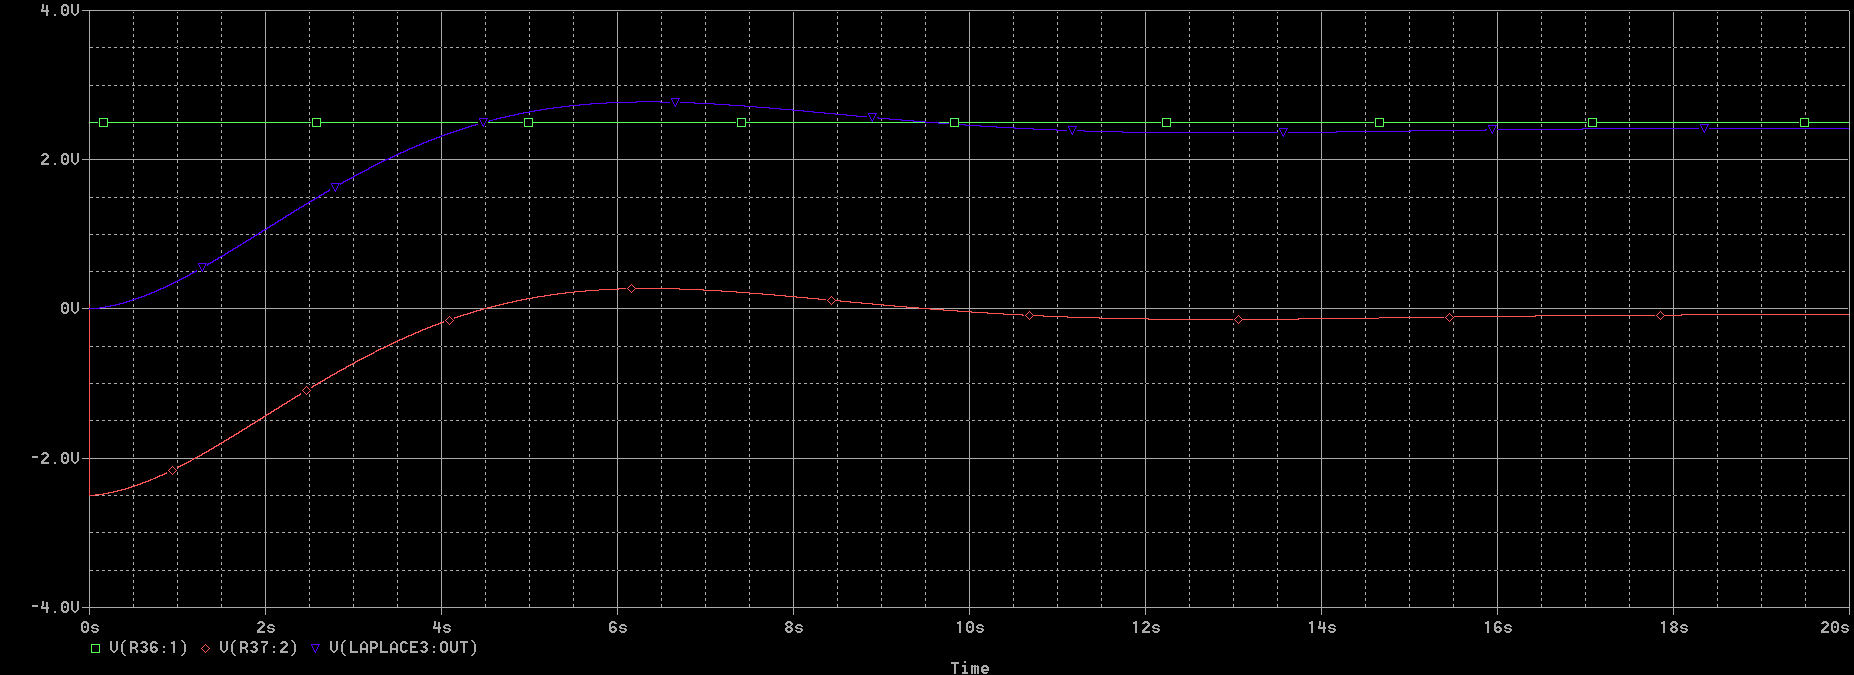 4.0V
2.0V
0V
-2.0V
-4.0V
0s 2s 4s 6s 8s 10s 12s 14s 16s 18s 20s
V(R36:1) V(R37:2) V(LAPLACE3:OUT)
Time